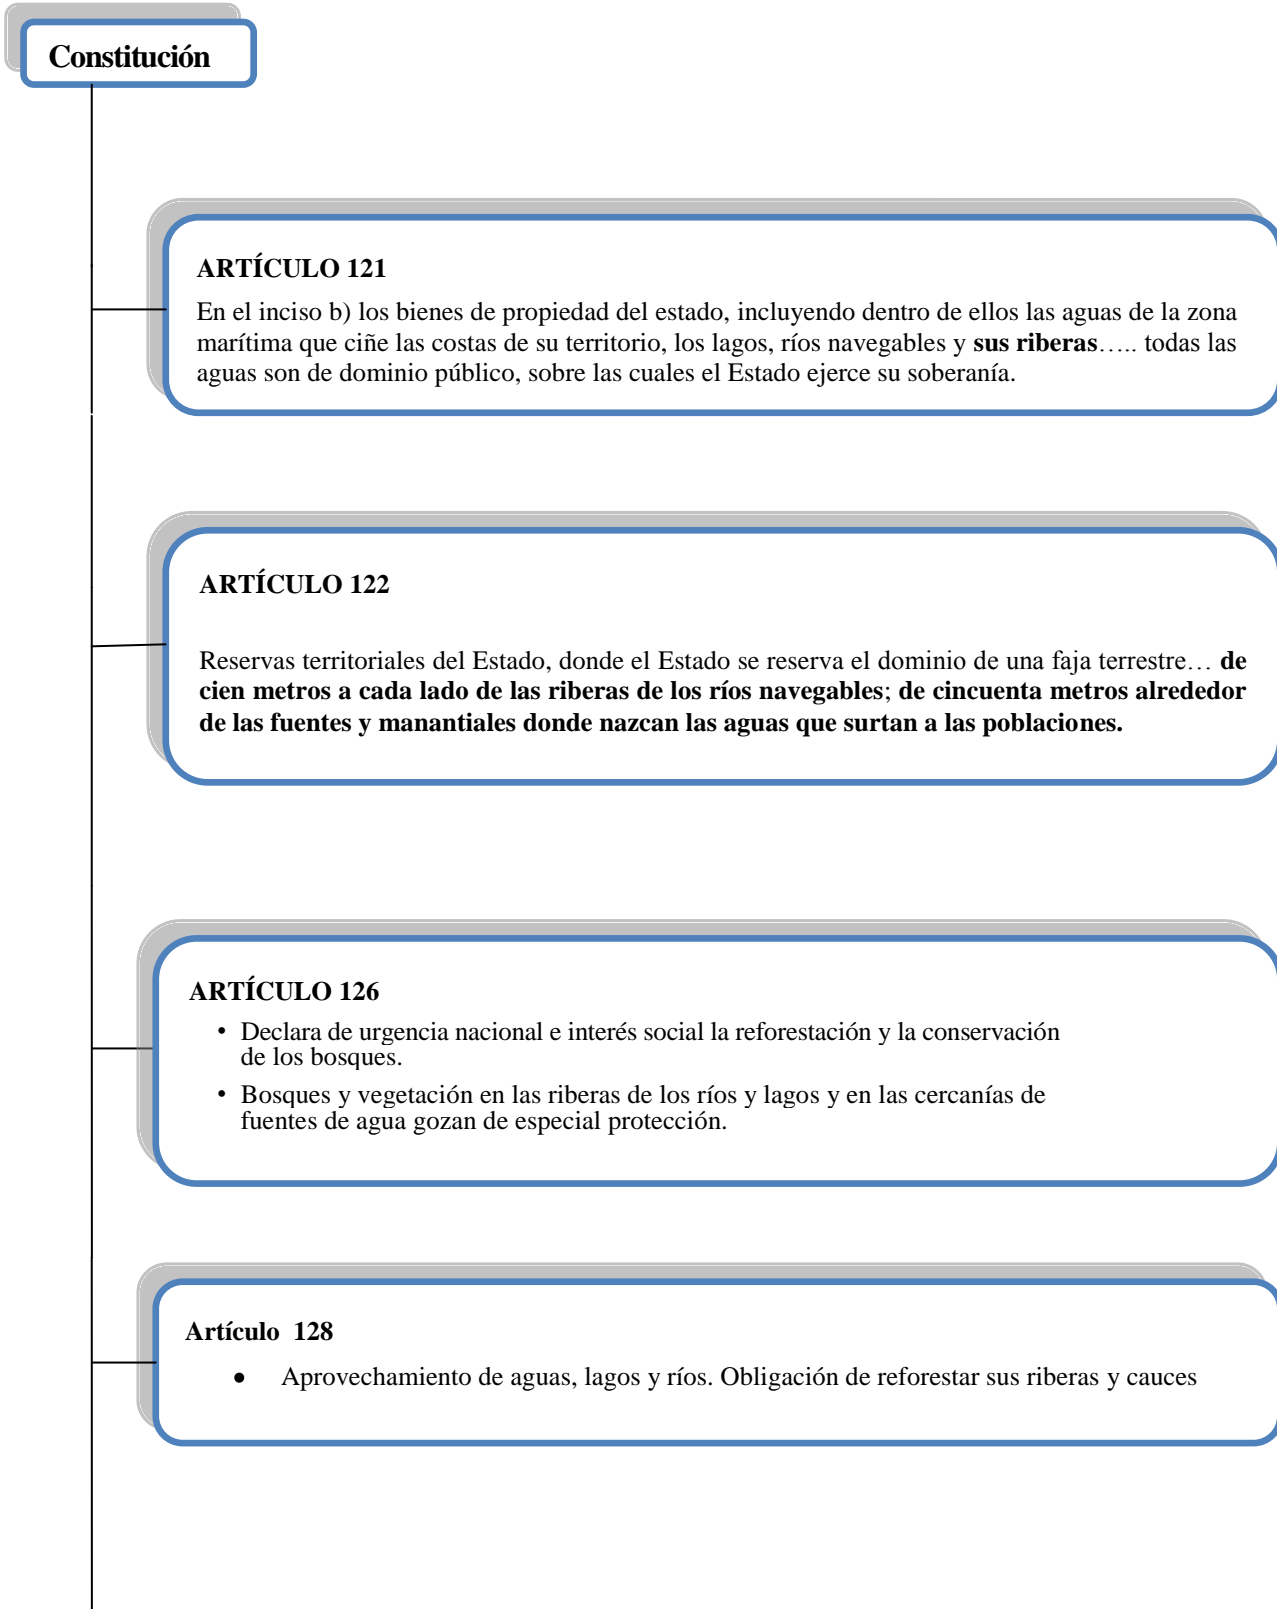 Constitución
ARTÍCULO 121
En el inciso b) los bienes de propiedad del estado, incluyendo dentro de ellos las aguas de la zona
marítima que ciñe las costas de su territorio, los lagos, ríos navegables y sus riberas….. todas las
aguas son de dominio público, sobre las cuales el Estado ejerce su soberanía.
ARTÍCULO 122
Reservas territoriales del Estado, donde el Estado se reserva el dominio de una faja terrestre… de
cien metros a cada lado de las riberas de los ríos navegables; de cincuenta metros alrededor
de las fuentes y manantiales donde nazcan las aguas que surtan a las poblaciones.
ARTÍCULO 126
• Declara de urgencia nacional e interés social la reforestación y la conservación
de los bosques.
• Bosques y vegetación en las riberas de los ríos y lagos y en las cercanías de
fuentes de agua gozan de especial protección.
Artículo 128
• Aprovechamiento de aguas, lagos y ríos. Obligación de reforestar sus riberas y cauces